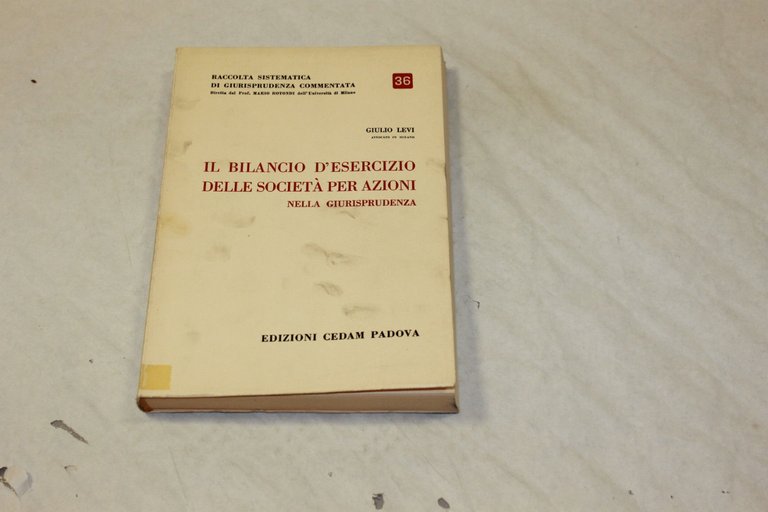 RACCOLTA SISTEMATICA
DI GIURISPRUDENZA COMMENTATA
Diretta dal Prof. MARIO ROTONDI dell'Università di Milano
36
GIULIO LEVI
AVVOCATO IN MILANO
IL BILANCIO D'ESERCIZIO
DELLE SOCIETÀ PER AZIONI
NELLA GIURISPRUDENZA
EDIZIONI CEDAM PADOVA